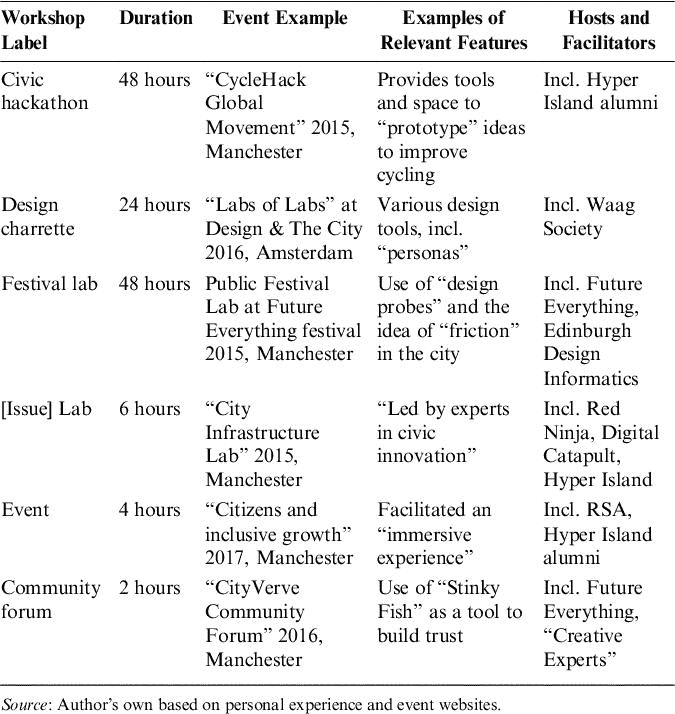 Workshop Label Duration Event Example Examples of Relevant Features Hosts and Facilitators
Civic hackathon 48 hours “CycleHack Global Movement” 2015, Manchester Provides tools and space to “prototype” ideas to improve cycling Incl. Hyper Island alumni
Design charrette 24 hours “Labs of Labs” at Design & The City 2016, Amsterdam Various design tools, incl. “personas” Incl. Waag Society
Festival lab 48 hours Public Festival Lab at Future Everything festival 2015, Manchester Use of “design probes” and the idea of “friction” in the city Incl. Future Everything, Edinburgh Design Informatics
[Issue] Lab 6 hours “City Infrastructure Lab” 2015, Manchester “Led by experts in civic innovation” Incl. Red Ninja, Digital Catapult, Hyper Island
Event 4 hours “Citizens and inclusive growth” 2017, Manchester Facilitated an “immersive experience” Incl. RSA, Hyper Island alumni
Community forum 2 hours “CityVerve Community Forum” 2016, Manchester Use of “Stinky Fish” as a tool to build trust Incl. Future Everything, “Creative Experts”
Source: Author’s own based on personal experience and event websites.